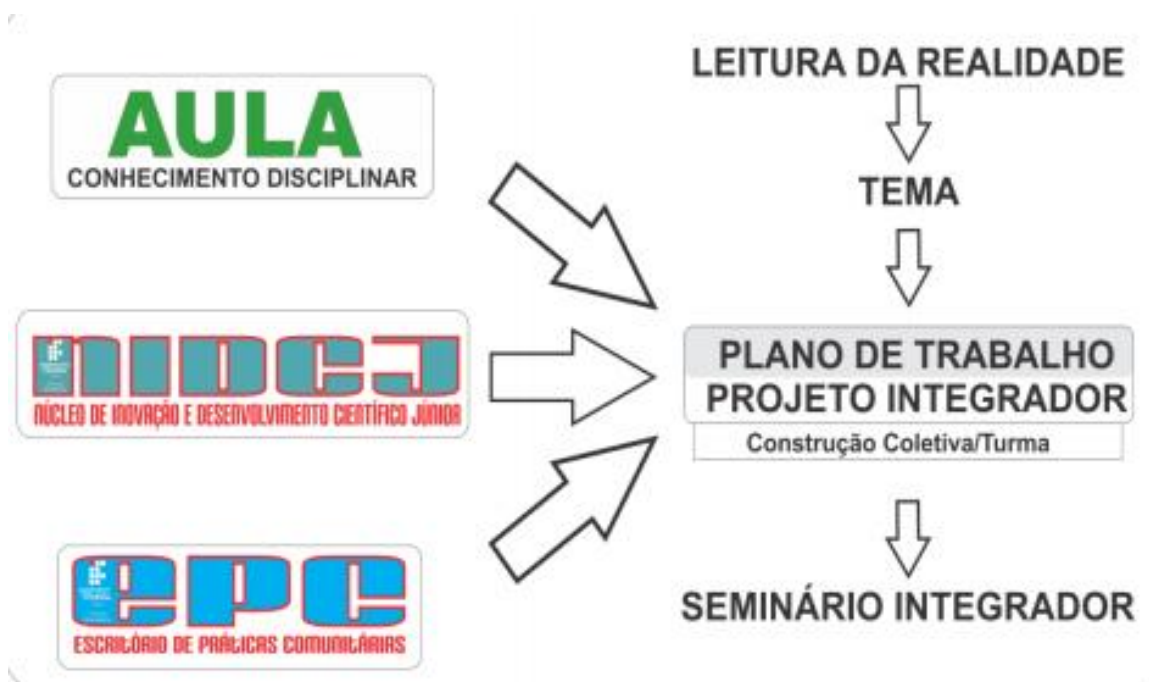 AULA
CONHECIMENTO DISCIPLINAR
NIDCJ
NÚCLEO DE INOVAÇÃO E DESENVOLVIMENTO CIENTÍFICO JÚNIOR
EPC
ESCRITÓRIO DE PRÁTICAS COMUNITÁRIAS
LEITURA DA REALIDADE
TEMA
PLANO DE TRABALHO
PROJETO INTEGRADOR
Construção Coletiva/Turma
SEMINÁRIO INTEGRADOR